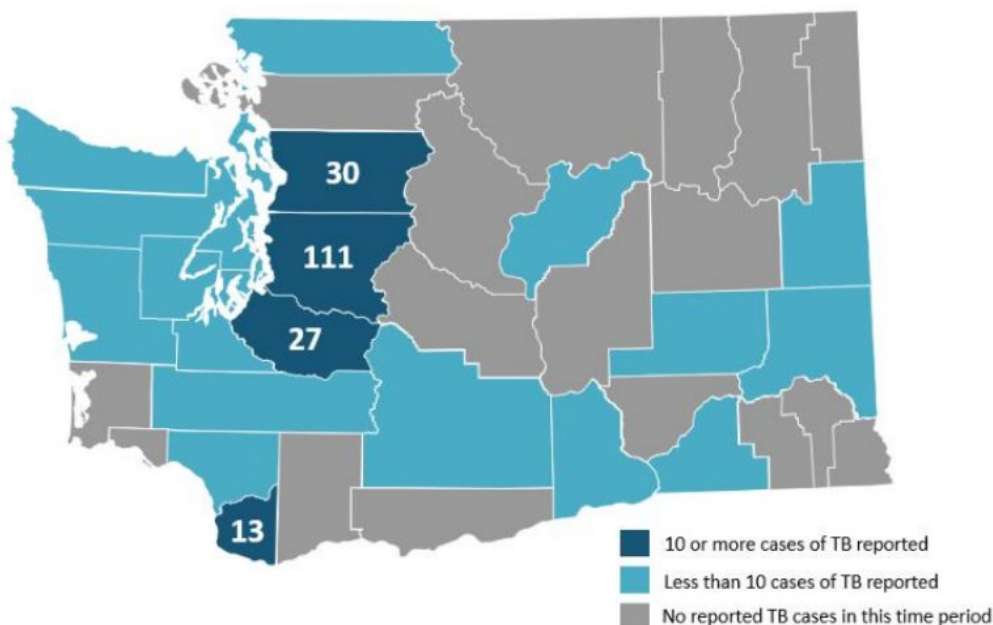 30
111
27
13
10 or more cases of TB reported
Less than 10 cases of TB reported
No reported TB cases in this time period